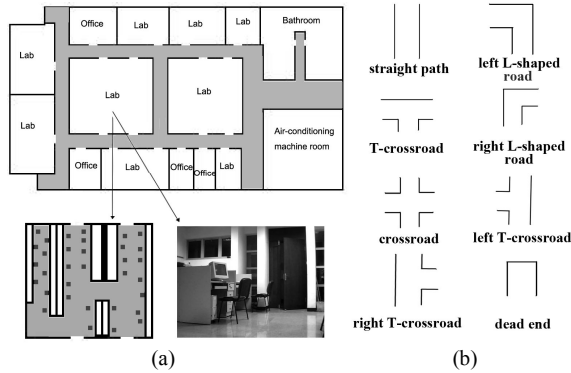 Office
Lab
Lab
Lab
Bathroom
Lab
Lab
Lab
Lab
Lab
Air-conditioning
machine room
Office
Lab
Office
Office
Lab
straight path
left L-shaped
road
T-crossroad
right L-shaped
road
crossroad
left T-crossroad
right T-crossroad
dead end
(a)
(b)